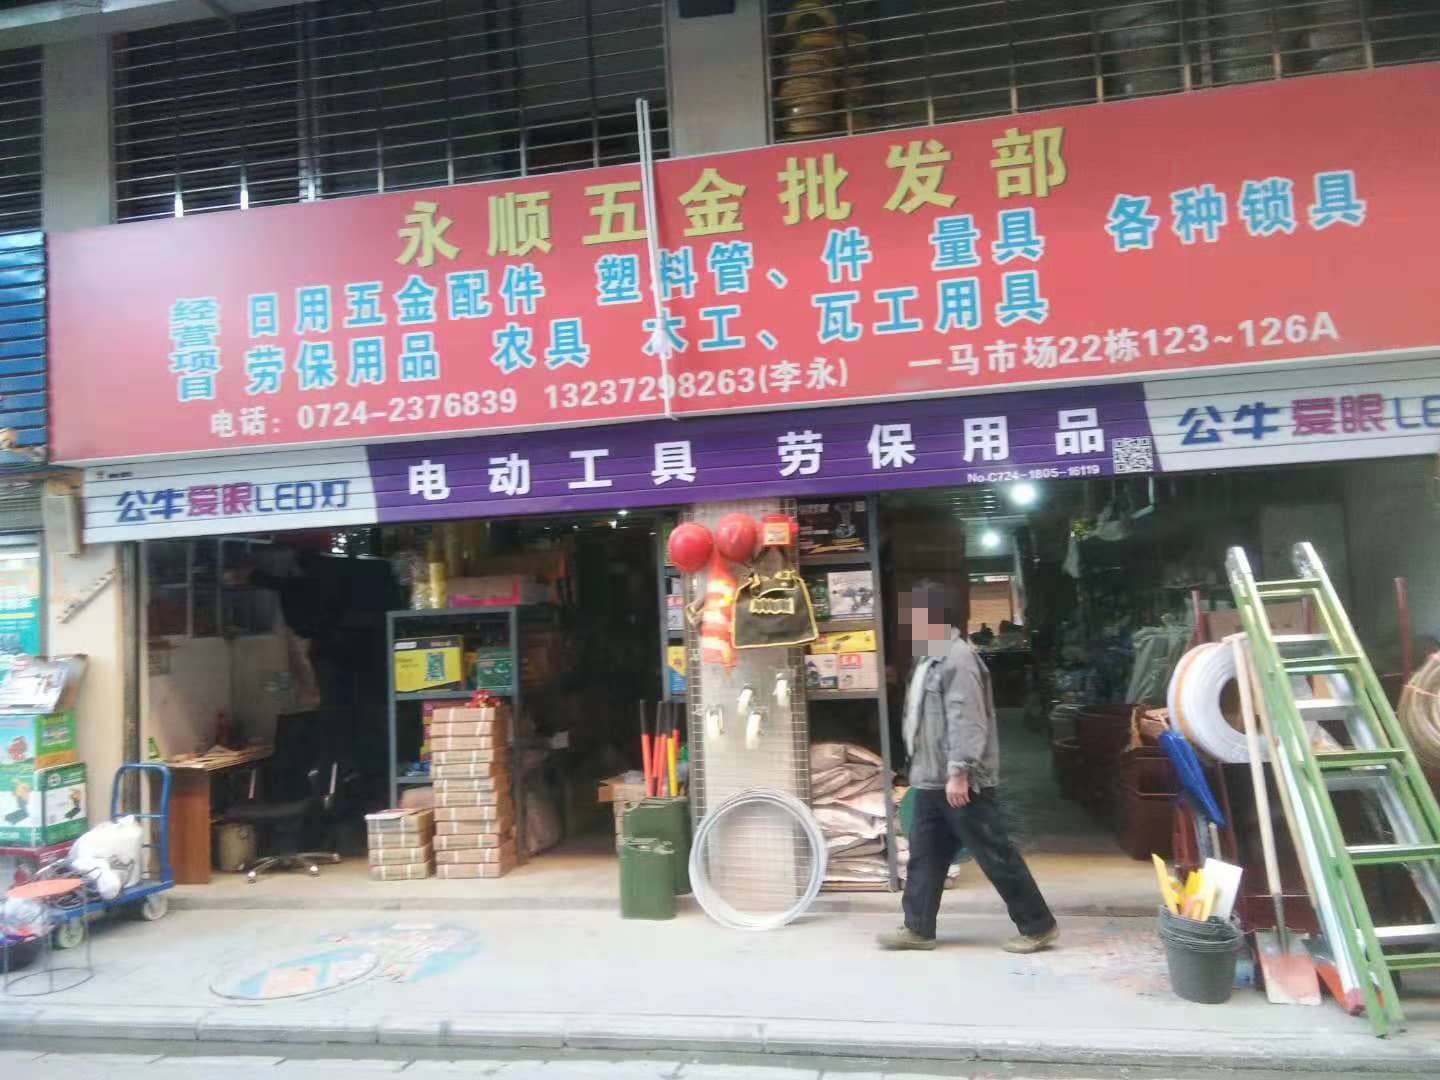 永顺五金批发部
经营项目
日用五金配件 塑料管、件 量具 各种锁具
劳保用品 农具 木工、瓦工用具
电话：0724-2376839 13237298263(李永) 一马市场22栋123~126A
公牛爱眼LED灯
电动工具 劳保用品
No.C724-1805-16119
公牛爱眼LE